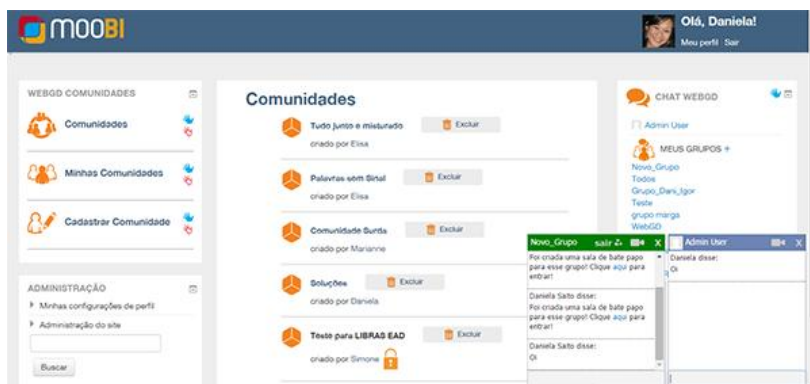 MOOBI
Olá, Daniela!
Meu perfil Sair
WEBGD COMUNIDADES
Comunidades
Minhas Comunidades
Cadastrar Comunidade
ADMINISTRAÇÃO
Minhas configurações de perfil
Administração do site
Buscar
Comunidades
Tudo junto e misturado
Excluir
criado por Elisa
Palavras sem Sinal
Excluir
criado por Elisa
Comunidade Surda
Excluir
criado por Marianne
Soluções
Excluir
criado por Daniela
Teste para LIBRAS EAD
Excluir
criado por Simone
CHAT WEBGD
Admin User
MEUS GRUPOS +
Novo_Grupo
Todos
Grupo_Dani_Igor
Teste
grupo marga
WebGD
Novo_Grupo sair X
Foi criada uma sala de bate papo
para esse grupo! Clique aqui para
entrar!
Daniela Saito disse:
Foi criada uma sala de bate papo
para esse grupo! Clique aqui para
entrar!
Daniela Saito disse:
Oi
Admin User X
Daniela disse:
Oi